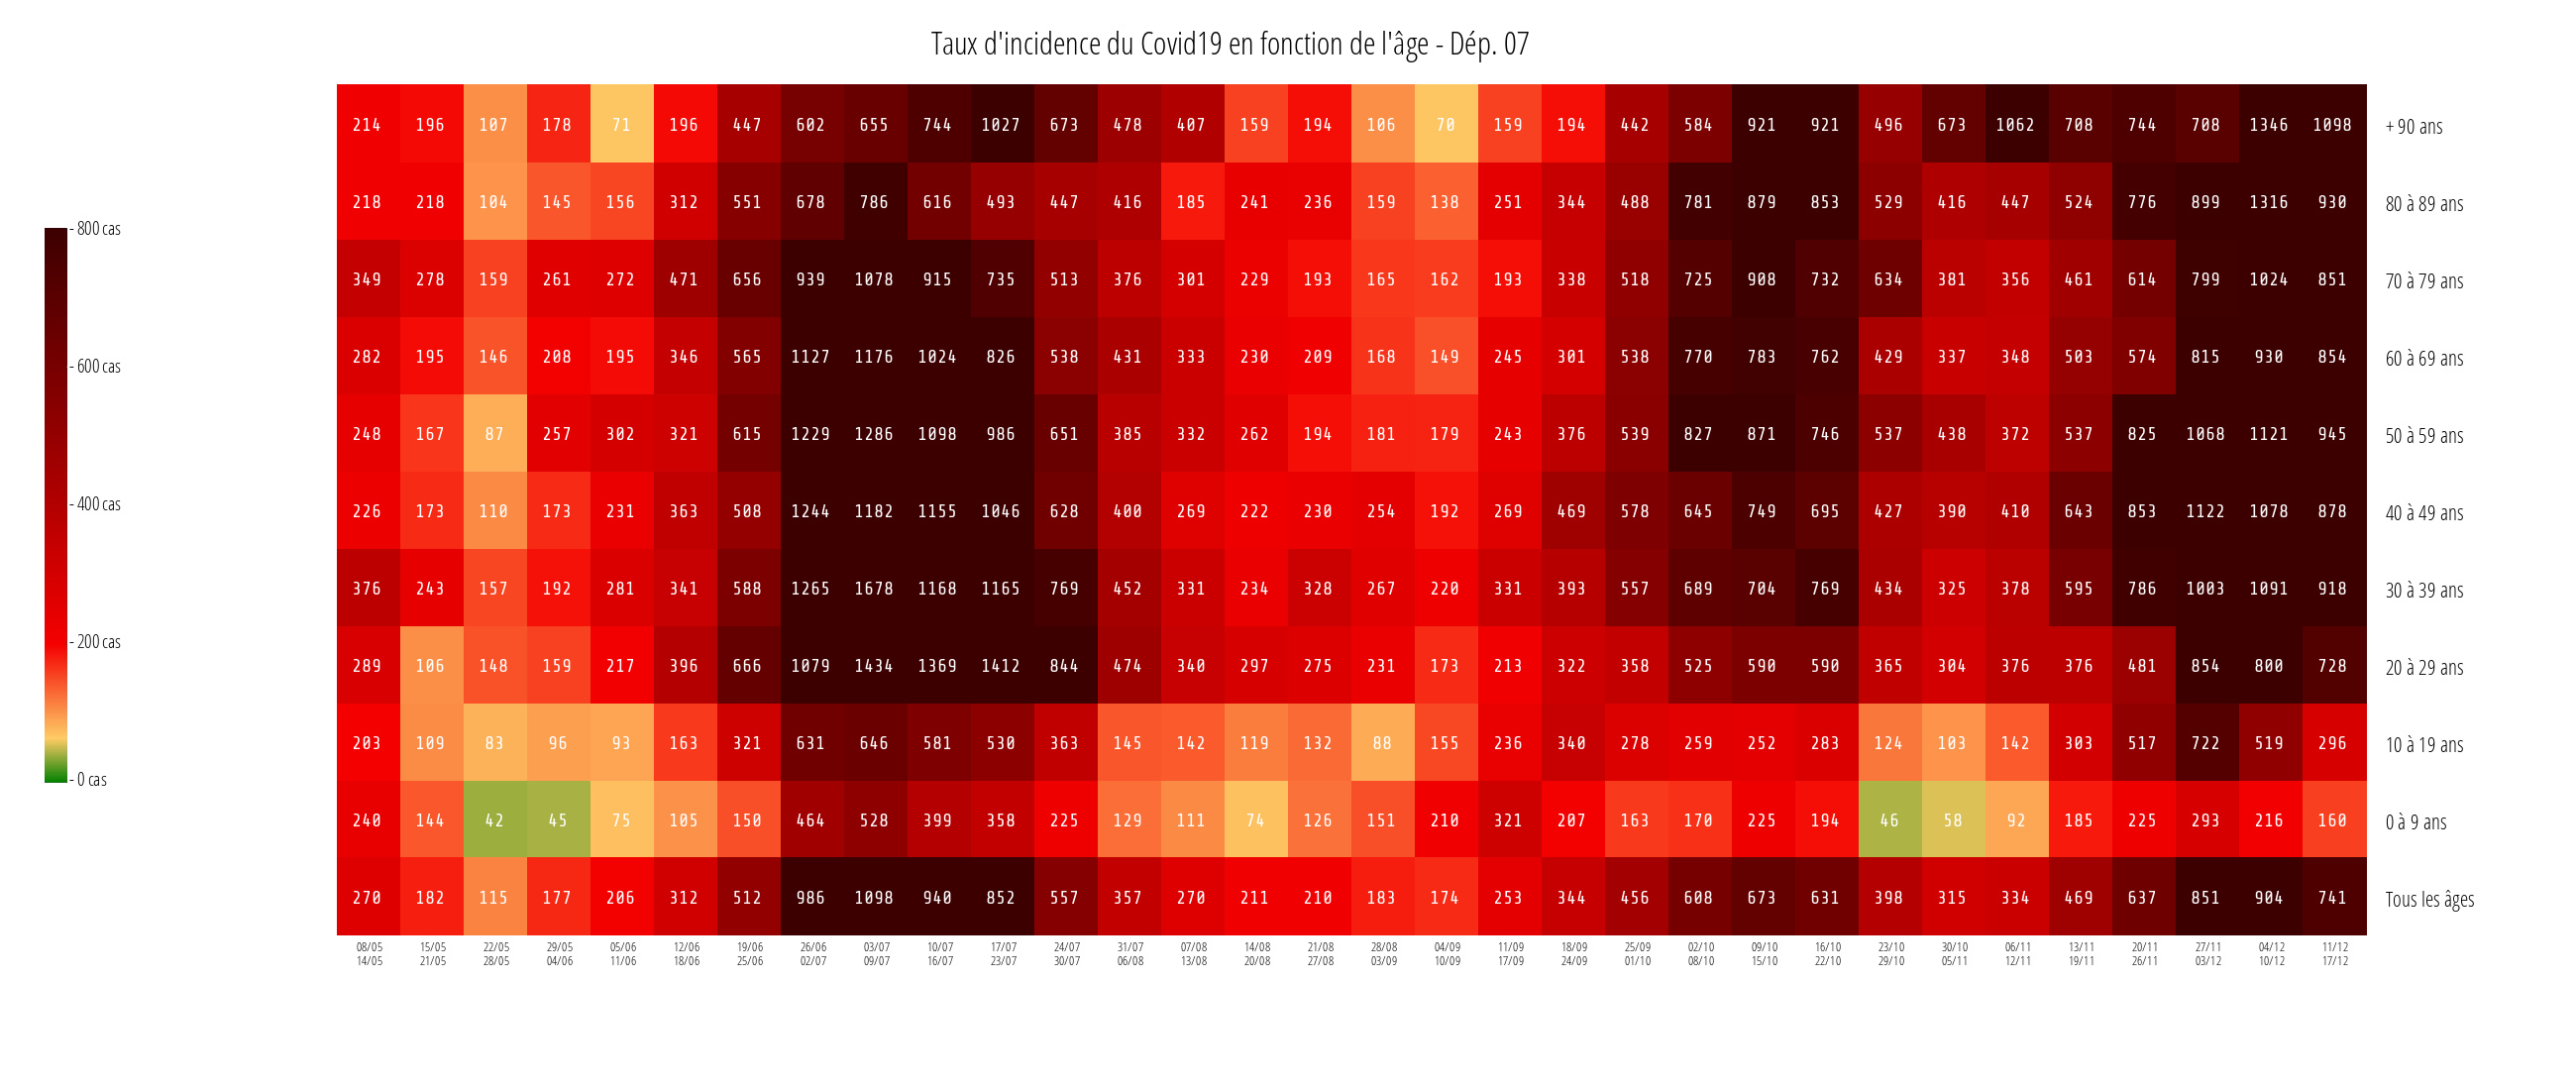 Taux d'incidence du Covid19 en fonction de l'âge - Dép. 07
- 800 cas
- 600 cas
- 400 cas
- 200 cas
- 0 cas
214 196 107 178 71 196 447 602 655 744 1027 673 478 407 159 194 106 70 159 194 442 584 921 921 496 673 1062 708 744 708 1346 1098 + 90 ans
218 218 104 145 156 312 551 678 786 616 493 447 416 185 241 236 159 138 251 344 488 781 879 853 529 416 447 524 776 899 1316 930 80 à 89 ans
349 278 159 261 272 471 656 939 1078 915 735 513 376 301 229 193 165 162 193 338 518 725 908 732 634 381 356 461 614 799 1024 851 70 à 79 ans
282 195 146 208 195 346 565 1127 1176 1024 826 538 431 333 230 209 168 149 245 301 538 770 783 762 429 337 348 503 574 815 930 854 60 à 69 ans
248 167 87 257 302 321 615 1229 1286 1098 986 651 385 332 262 194 181 179 243 376 539 827 871 746 537 438 372 537 825 1068 1121 945 50 à 59 ans
226 173 110 173 231 363 508 1244 1182 1155 1046 628 400 269 222 230 254 192 269 469 578 645 749 695 427 390 410 643 853 1122 1078 878 40 à 49 ans
376 243 157 192 281 341 588 1265 1678 1168 1165 769 452 331 234 328 267 220 331 393 557 689 704 769 434 325 378 595 786 1003 1091 918 30 à 39 ans
289 106 148 159 217 396 666 1079 1434 1369 1412 844 474 340 297 275 231 173 213 322 358 525 590 590 365 304 376 376 481 854 800 728 20 à 29 ans
203 109 83 96 93 163 321 631 646 581 530 363 145 142 119 132 88 155 236 340 278 259 252 283 124 103 142 303 517 722 519 296 10 à 19 ans
240 144 42 45 75 105 150 464 528 399 358 225 129 111 74 126 151 210 321 207 163 170 225 194 46 58 92 185 225 293 216 160 0 à 9 ans
270 182 115 177 206 312 512 986 1098 940 852 557 357 270 211 210 183 174 253 344 456 608 673 631 398 315 334 469 637 851 904 741 Tous les âges
08/05 15/05 22/05 29/05 05/06 12/06 19/06 26/06 03/07 10/07 17/07 24/07 31/07 07/08 14/08 21/08 28/08 04/09 11/09 18/09 25/09 02/10 09/10 16/10 23/10 30/10 06/11 13/11 20/11 27/11 04/12 11/12
14/05 21/05 28/05 04/06 11/06 18/06 25/06 02/07 09/07 16/07 23/07 30/07 06/08 13/08 20/08 27/08 03/09 10/09 17/09 24/09 01/10 08/10 15/10 22/10 29/10 05/11 12/11 19/11 26/11 03/12 10/12 17/12